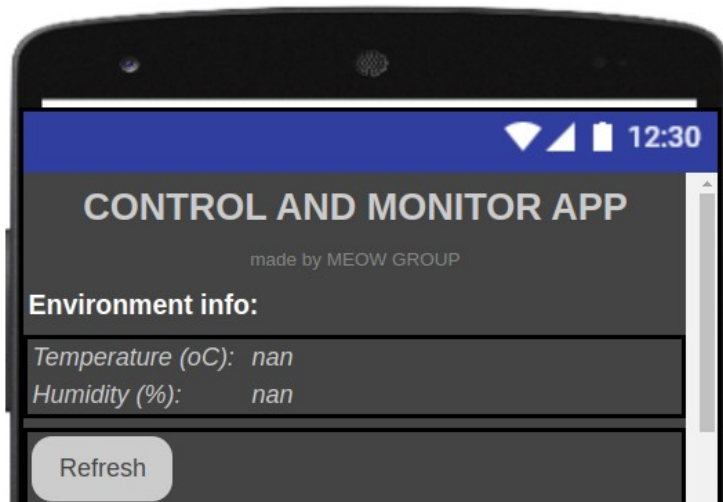 12:30
CONTROL AND MONITOR APP
made by MEOW GROUP
Environment info:
Temperature (oC): nan
Humidity (%): nan
Refresh